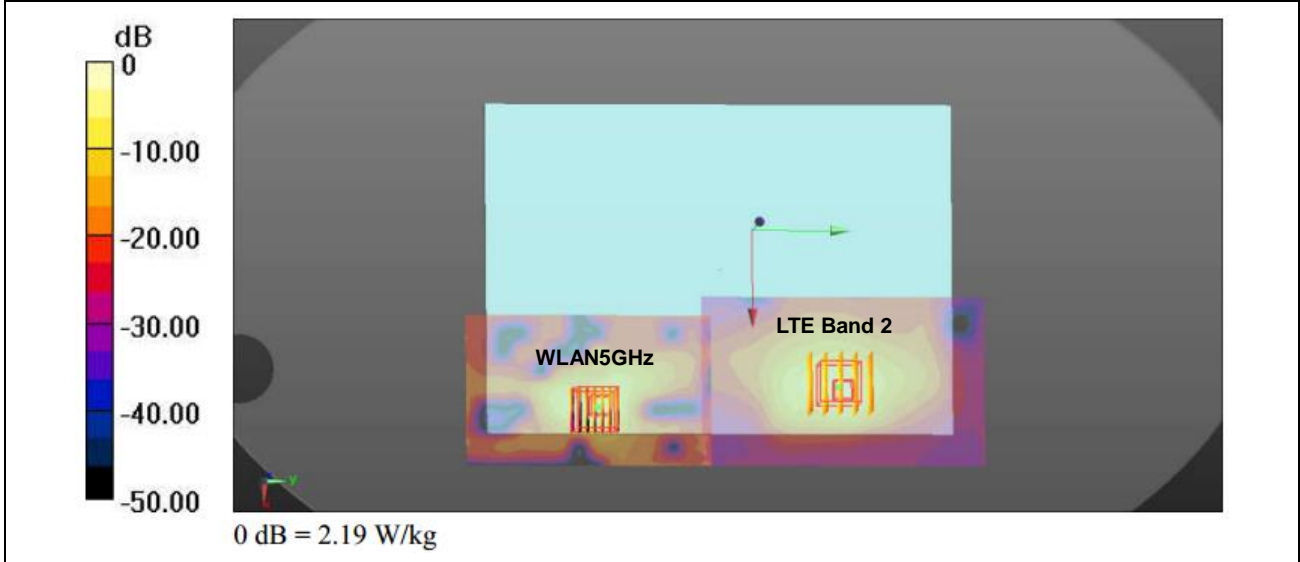 dB
0
-10.00
-20.00
-30.00
-40.00
-50.00
LTE Band 2
WLAN5GHz
y
0 dB = 2.19 W/kg